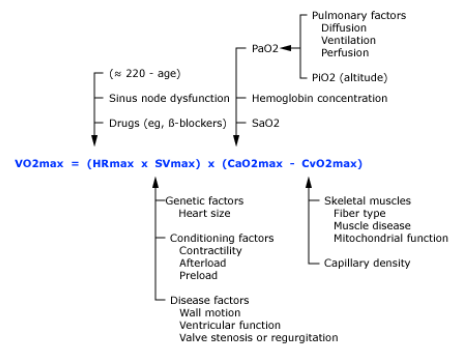 Pulmonary factors
Diffusion
Ventilation
Perfusion
PaO2
PiO2 (altitude)
(≈ 220 - age)
Sinus node dysfunction
Hemoglobin concentration
Drugs (eg, ß-blockers)
SaO2
VO2max = (HRmax x SVmax) x (CaO2max - CvO2max)
Genetic factors
Heart size
Conditioning factors
Contractility
Afterload
Preload
Disease factors
Wall motion
Ventricular function
Valve stenosis or regurgitation
Skeletal muscles
Fiber type
Muscle disease
Mitochondrial function
Capillary density